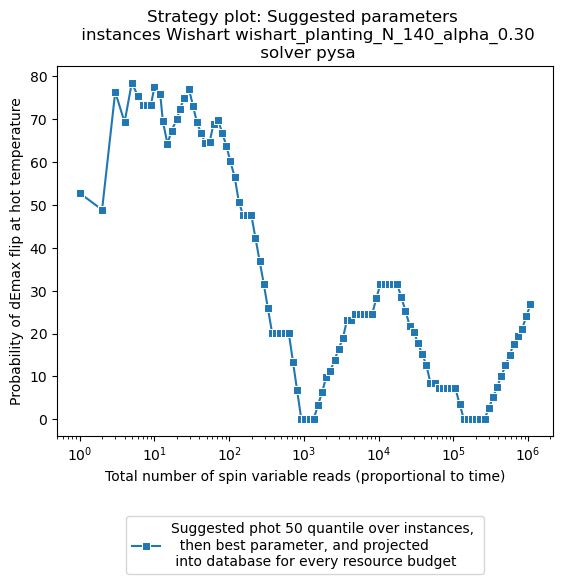 Strategy plot: Suggested parameters
instances Wishart wishart_planting_N_140_alpha_0.30
solver pysa
Probability of dEmax flip at hot temperature
80
70
60
50
40
30
20
10
0
10^0
10^1
10^2
10^3
10^4
10^5
10^6
Total number of spin variable reads (proportional to time)
Suggested phot 50 quantile over instances,
then best parameter, and projected
into database for every resource budget